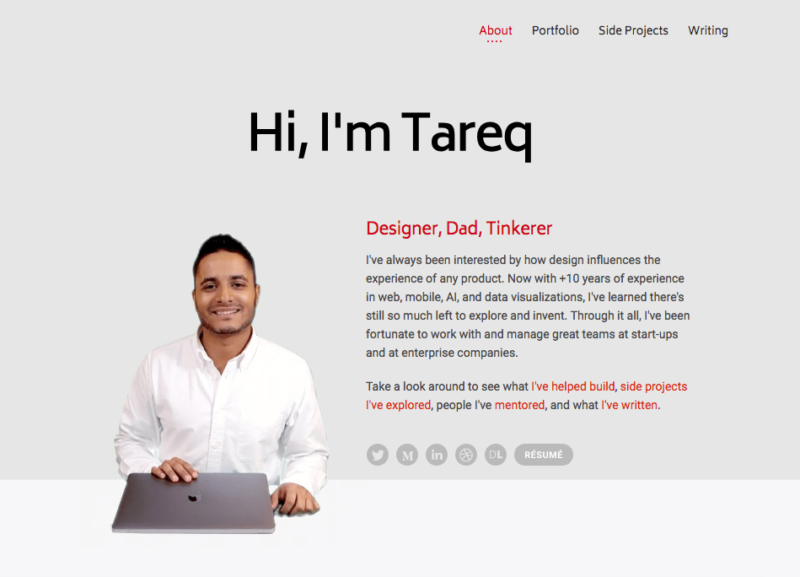 About Portfolio Side Projects Writing
Hi, I'm Tareq
Designer, Dad, Tinkerer
I've always been interested by how design influences the
experience of any product. Now with +10 years of experience
in web, mobile, AI, and data visualizations, I've learned there's
still so much left to explore and invent. Through it all, I've been
fortunate to work with and manage great teams at start-ups
and at enterprise companies.
Take a look around to see what I've helped build, side projects
I've explored, people I've mentored, and what I've written.
M in DL RÉSUMÉ